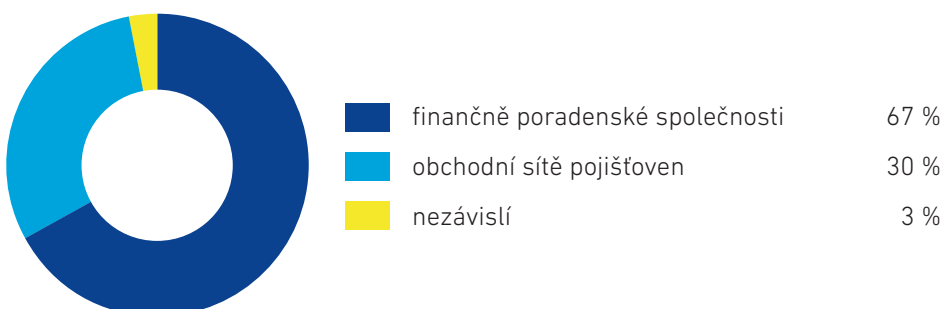 finančně poradenské společnosti 67 %
obchodní sítě pojišťoven 30 %
nezávislí 3 %